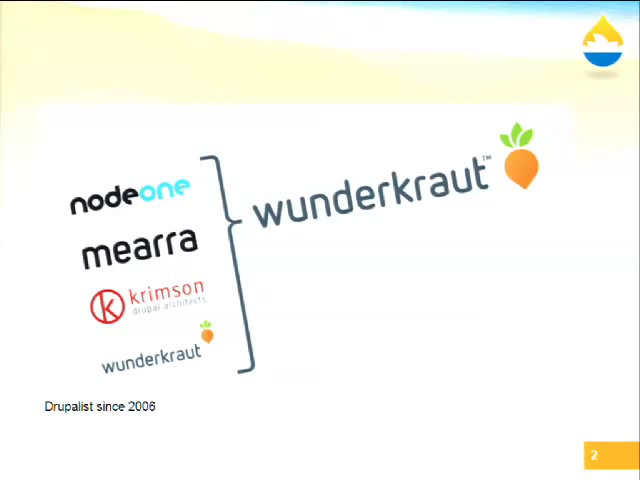 nodeone
mearra
krimson
drupal architects
wunderkraut
wunderkraut™
Drupalist since 2006
2